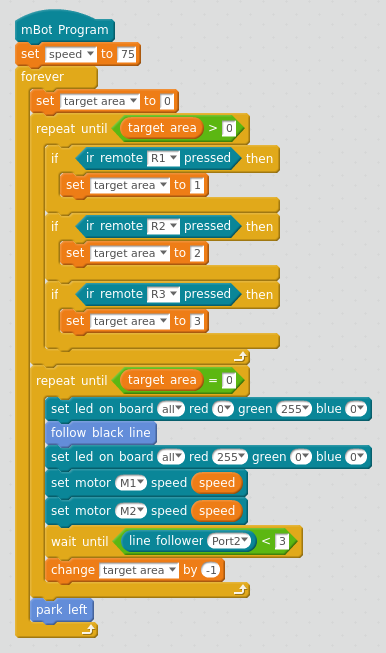 mBot Program
set speed to 75
forever
set target area to 0
repeat until target area > 0
if ir remote R1 pressed then
set target area to 1
if ir remote R2 pressed then
set target area to 2
if ir remote R3 pressed then
set target area to 3
repeat until target area = 0
set led on board all red 0 green 255 blue 0
follow black line
set led on board all red 255 green 0 blue 0
set motor M1 speed speed
set motor M2 speed speed
wait until line follower Port2 < 3
change target area by -1
park left